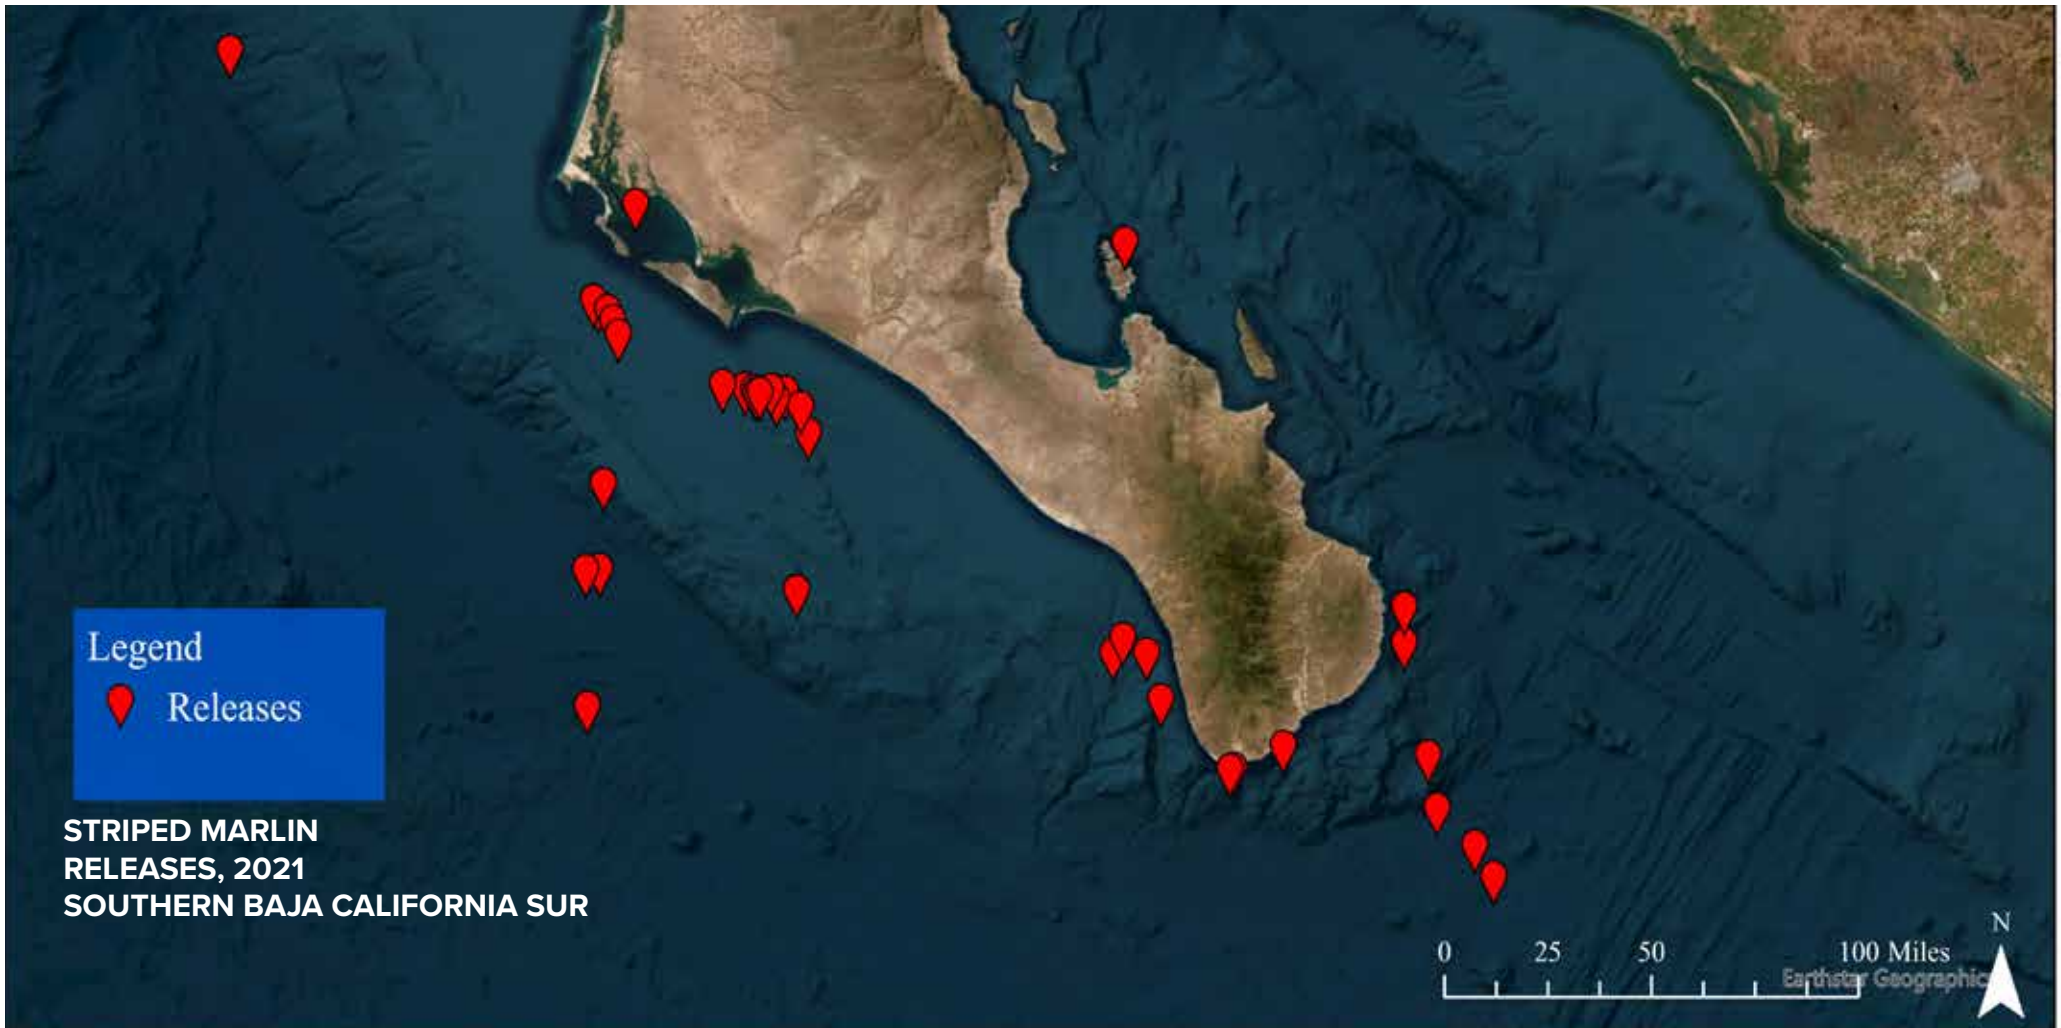 Legend
Releases
STRIPED MARLIN
RELEASES, 2021
SOUTHERN BAJA CALIFORNIA SUR
N
0 25 50 100 Miles
Earthstar Geographics